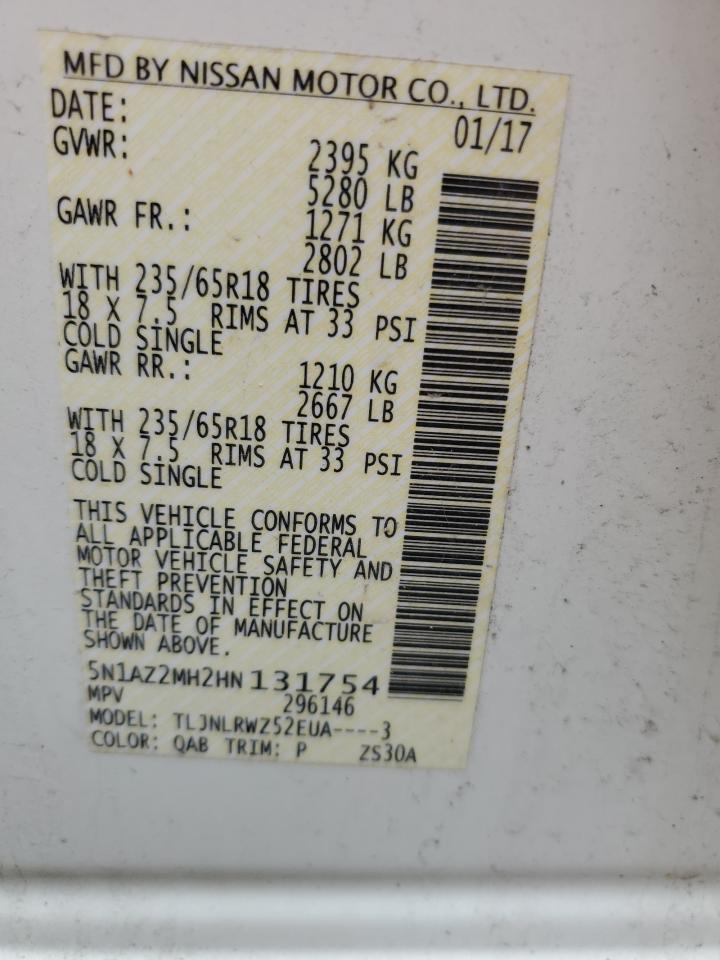 MFD BY NISSAN MOTOR CO., LTD.
DATE: 01/17
GVWR: 2395 KG
5280 LB
GAWR FR.: 1271 KG
2802 LB
WITH 235/65R18 TIRES
18 X 7.5 RIMS AT 33 PSI
COLD SINGLE
GAWR RR.: 1210 KG
2667 LB
WITH 235/65R18 TIRES
18 X 7.5 RIMS AT 33 PSI
COLD SINGLE
THIS VEHICLE CONFORMS TO
ALL APPLICABLE FEDERAL
MOTOR VEHICLE SAFETY AND
THEFT PREVENTION
STANDARDS IN EFFECT ON
THE DATE OF MANUFACTURE
SHOWN ABOVE.
5N1AZ2MH2HN131754
MPV 296146
MODEL: TLJNLRWZ52EUA----3
COLOR: QAB TRIM: P ZS30A